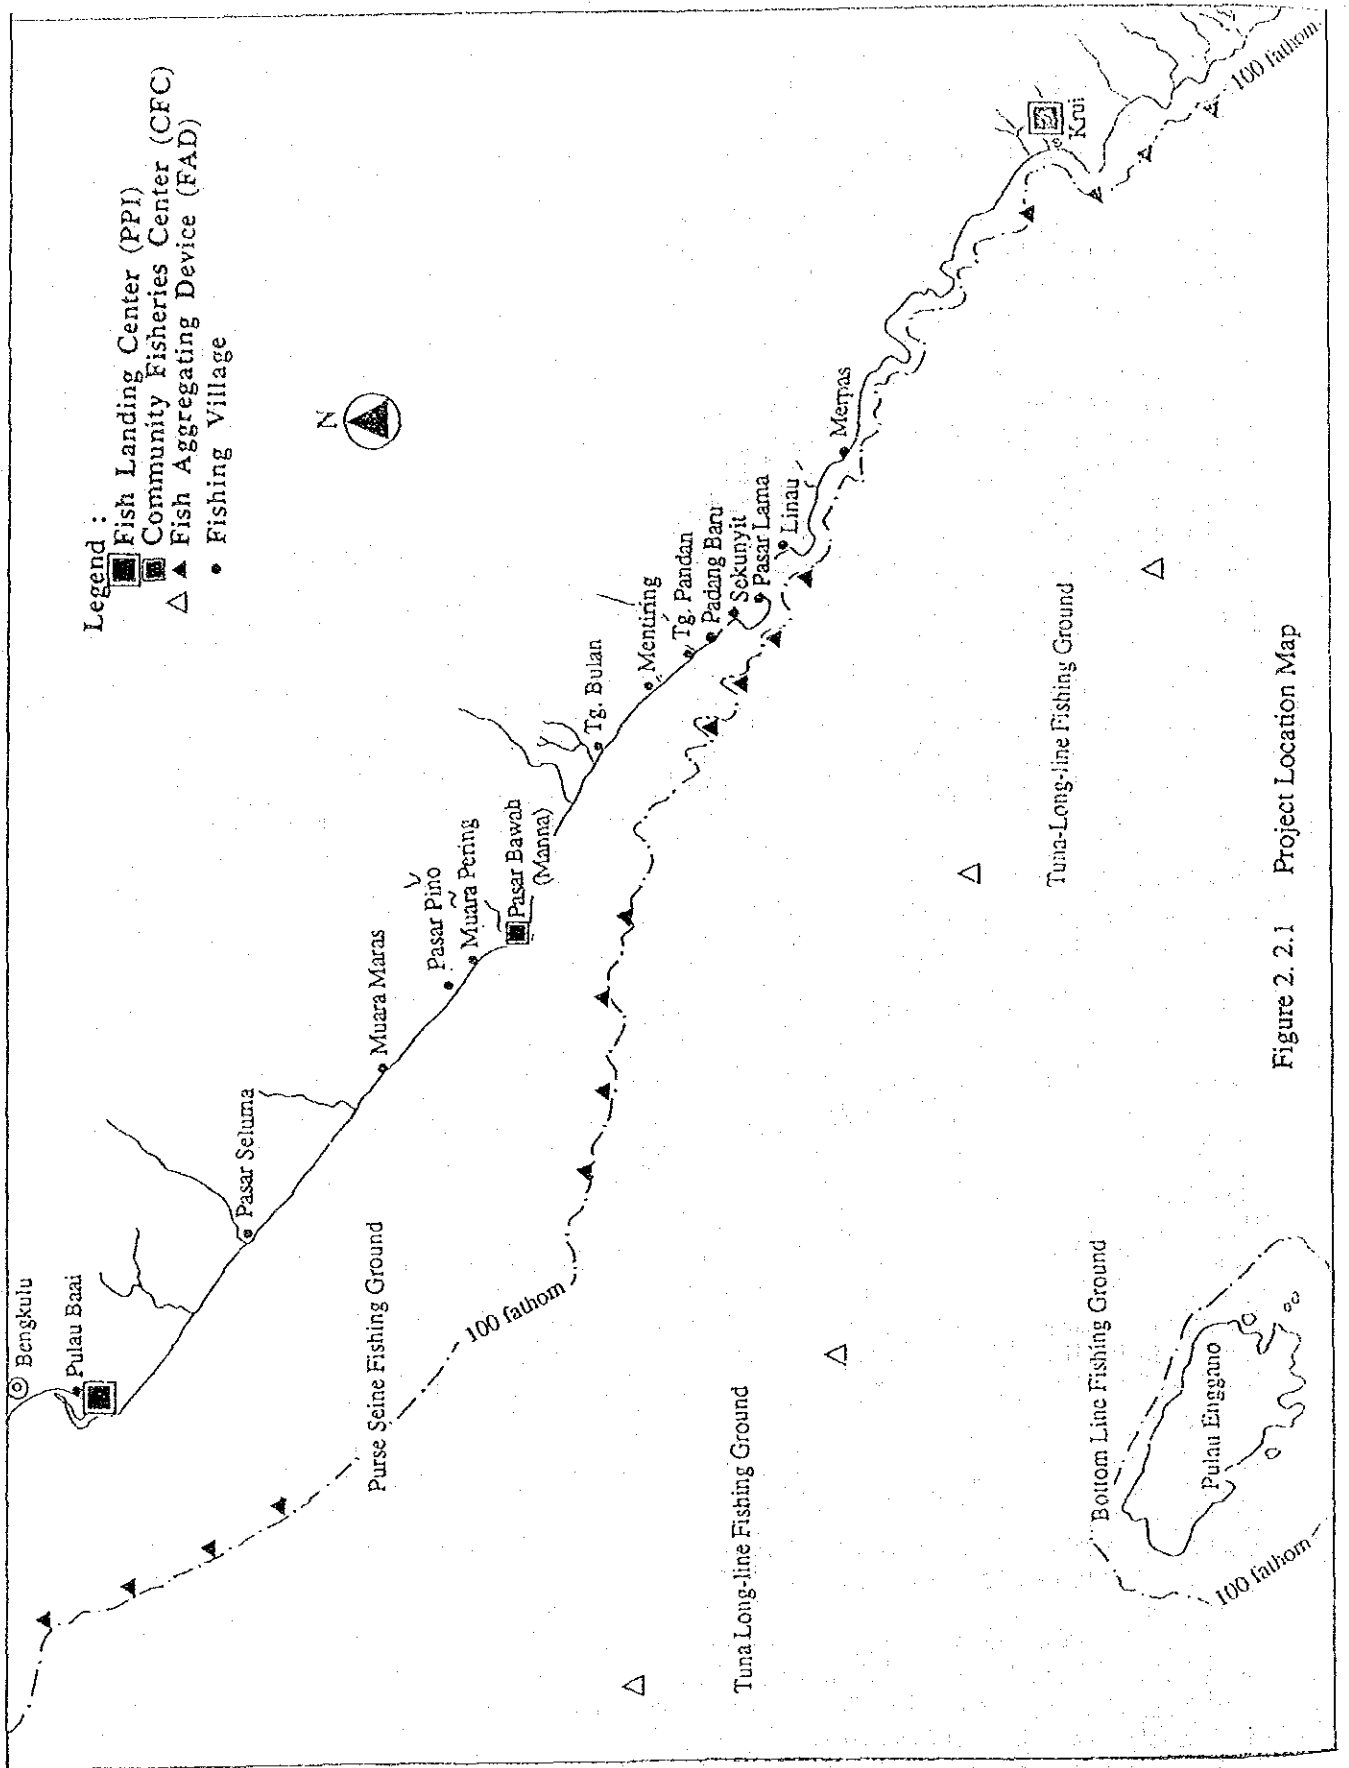 Legend :
Fish Landing Center (PPI)
Community Fisheries Center (CFC)
Fish Aggregating Device (FAD)
Fishing Village
N
Bengkulu
Pulau Baai
Pasar Seluma
Muara Maras
Pasar Pino
Muara Pering
Pasar Bawah
(Manna)
Tg. Bulan
Mentiring
Tg. Pandan
Padang Baru
Sekunyit
Pasar Lama
Linau
Merpas
Krui
100 fathom
Purse Seine Fishing Ground
100 fathom
Tuna Long-line Fishing Ground
Tuna-Long-line Fishing Ground
Bottom Line Fishing Ground
Pulau Enggano
100 fathom
Figure 2. 2.1 Project Location Map